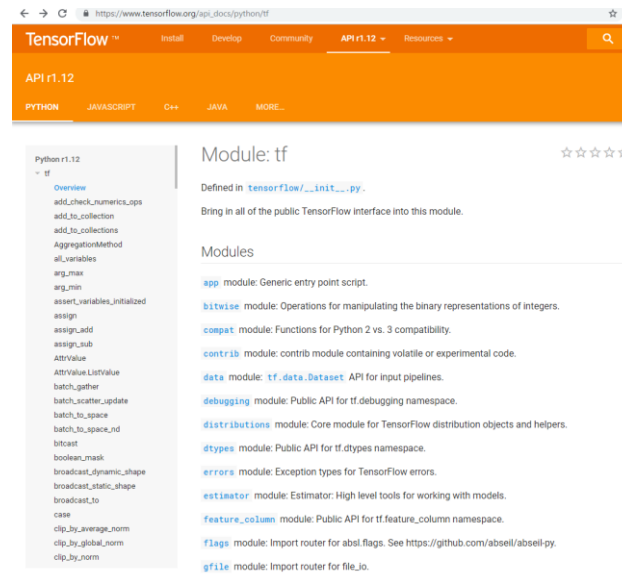 https://www.tensorflow.org/api_docs/python/tf
TensorFlow ™ Install Develop Community API r1.12 Resources
API r1.12
PYTHON JAVASCRIPT C++ JAVA MORE...
Python r1.12
tf
Overview
add_check_numerics_ops
add_to_collection
add_to_collections
AggregationMethod
all_variables
arg_max
arg_min
assert_variables_initialized
assign
assign_add
assign_sub
AttrValue
AttrValue.ListValue
batch_gather
batch_scatter_update
batch_to_space
batch_to_space_nd
bitcast
boolean_mask
broadcast_dynamic_shape
broadcast_static_shape
broadcast_to
case
clip_by_average_norm
clip_by_global_norm
clip_by_norm
Module: tf
Defined in tensorflow/__init__.py.
Bring in all of the public TensorFlow interface into this module.
Modules
app module: Generic entry point script.
bitwise module: Operations for manipulating the binary representations of integers.
compat module: Functions for Python 2 vs. 3 compatibility.
contrib module: contrib module containing volatile or experimental code.
data module: tf.data.Dataset API for input pipelines.
debugging module: Public API for tf.debugging namespace.
distributions module: Core module for TensorFlow distribution objects and helpers.
dtypes module: Public API for tf.dtypes namespace.
errors module: Exception types for TensorFlow errors.
estimator module: Estimator: High level tools for working with models.
feature_column module: Public API for tf.feature_column namespace.
flags module: Import router for absl.flags. See https://github.com/abseil/abseil-py.
gfile module: Import router for file_io.